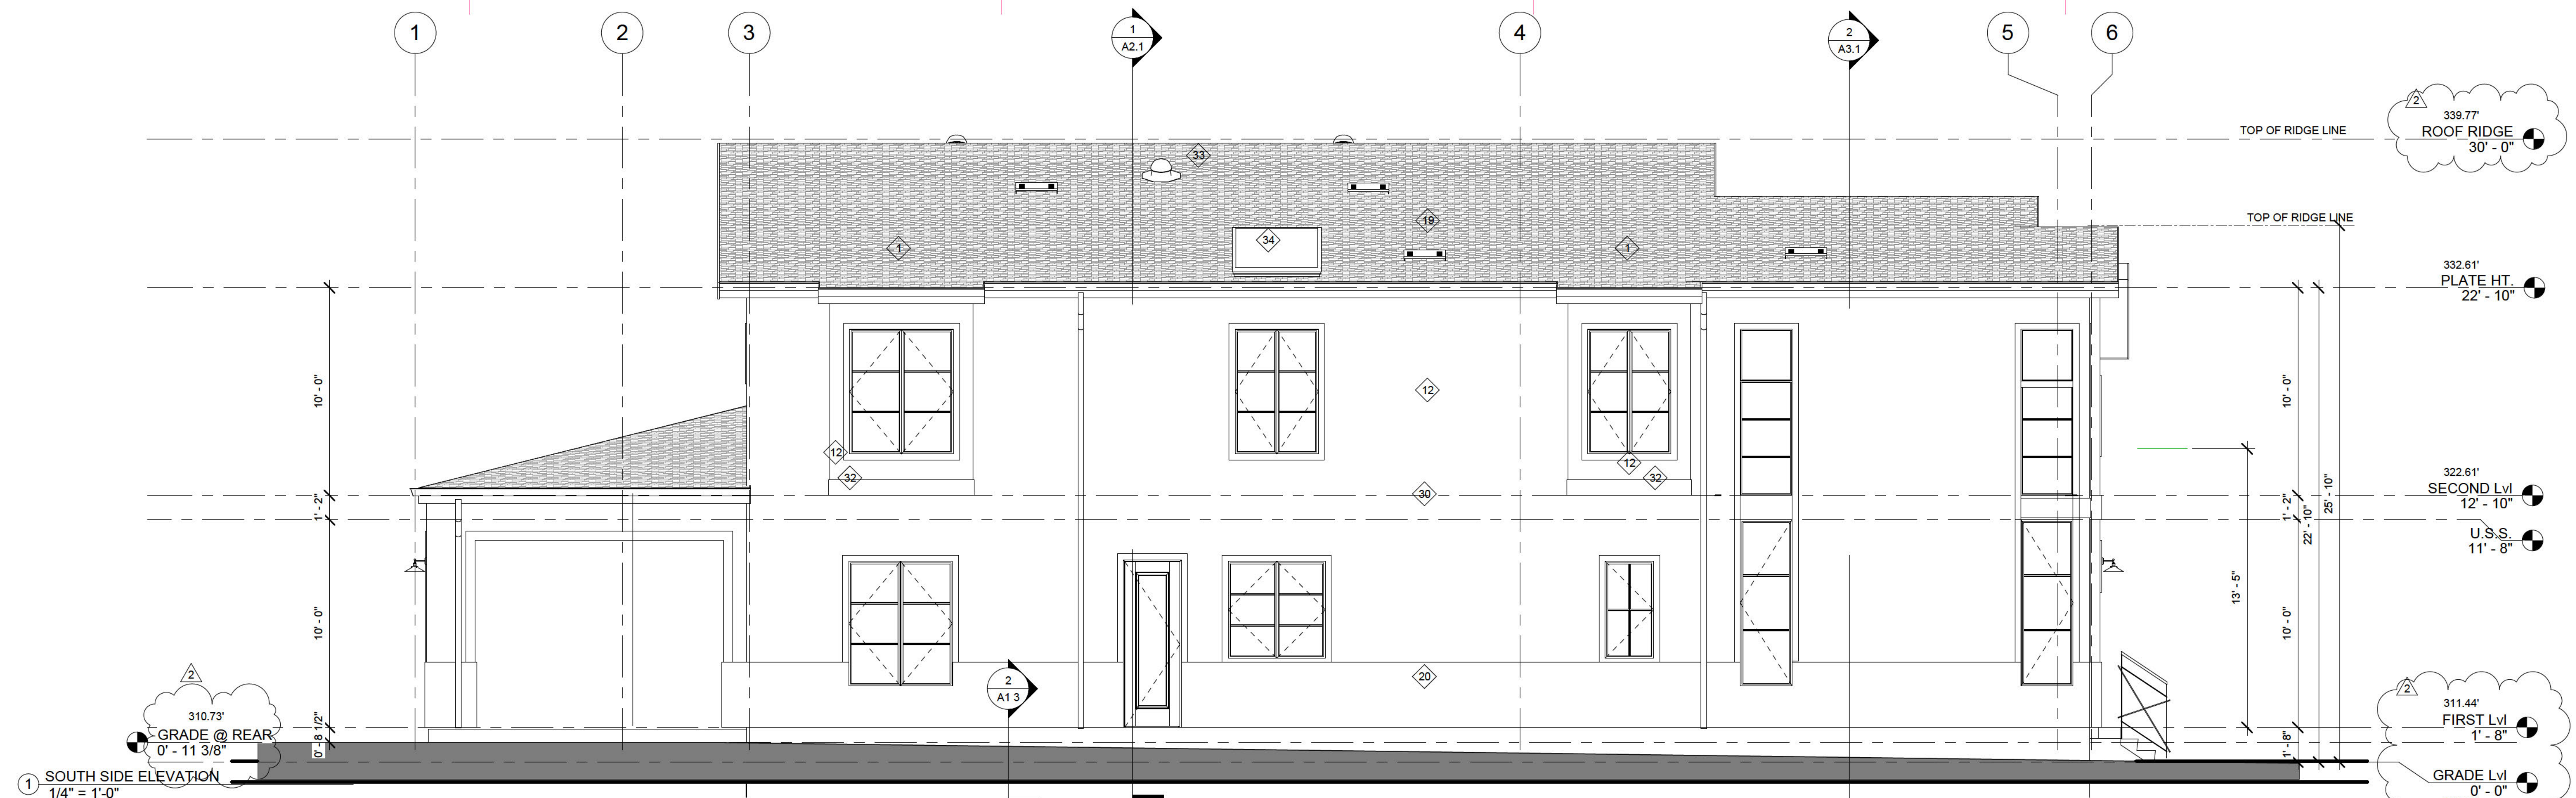 1
2
3
1
A2.1
4
2
A3.1
5
6
2
339.77'
TOP OF RIDGE LINE
ROOF RIDGE
30' - 0"
33
19
34
1
1
TOP OF RIDGE LINE
332.61'
PLATE HT.
22' - 10"
10' - 0"
12
10' - 0"
12
12
32
32
30
322.61'
SECOND Lvl
12' - 10"
1' - 2"
1' - 2"
22' - 10"
25' - 10"
U.S.S.
11' - 8"
13' - 5"
10' - 0"
10' - 0"
20
2
A1.3
2
310.73'
GRADE @ REAR
0' - 11 3/8"
0' - 8 1/2"
2
311.44'
FIRST Lvl
1' - 8"
1' - 8"
GRADE Lvl
0' - 0"
1
SOUTH SIDE ELEVATION
1/4" = 1'-0"